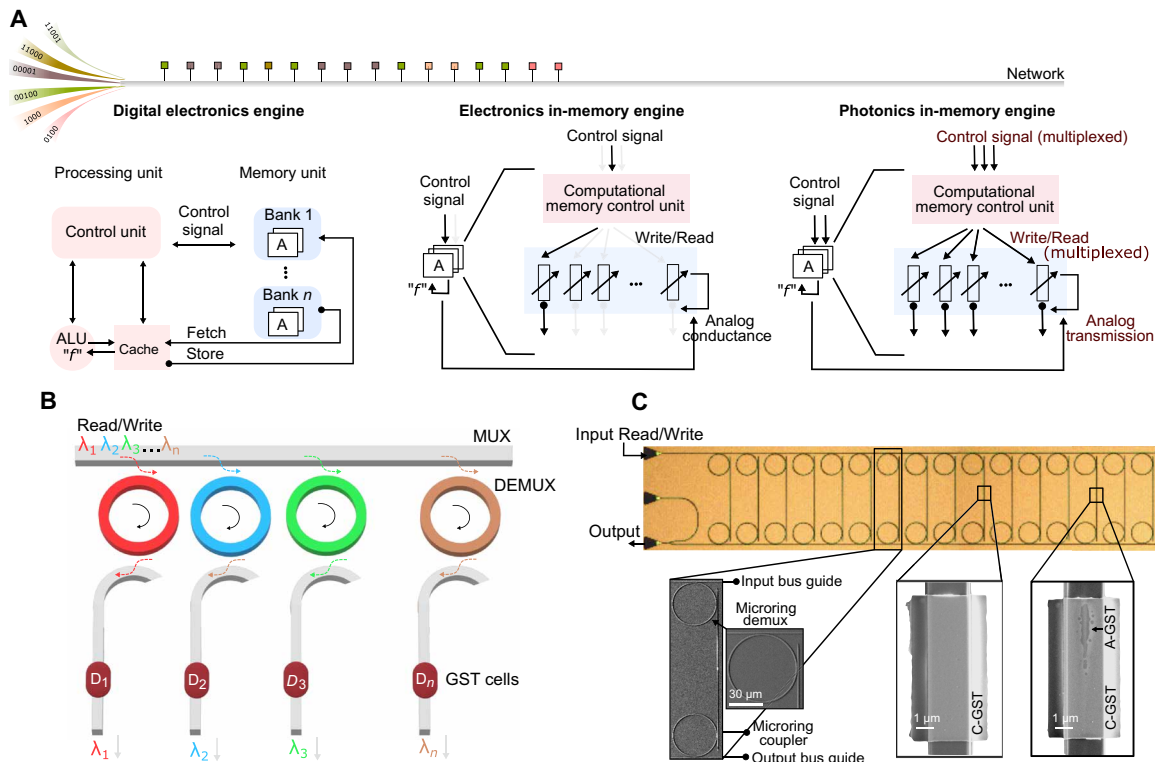 A
11001
11000
00001
00100
1000
0100
Network
Digital electronics engine
Electronics in-memory engine
Photonics in-memory engine
Processing unit
Memory unit
Control unit
Control
signal
Bank 1
A
Bank n
A
ALU
"f"
Cache
Fetch
Store
Control signal
Control
signal
Computational
memory control unit
Write/Read
A
"f"
Analog
conductance
Control signal (multiplexed)
Control
signal
Computational
memory control unit
Write/Read (multiplexed)
A
"f"
Analog
transmission
B
Read/Write
λ1 λ2 λ3 ... λn
MUX
DEMUX
D1
D2
D3
Dn
GST cells
λ1
λ2
λ3
λn
C
Input Read/Write
Output
Input bus guide
Microring
demux
30 µm
Microring
coupler
Output bus guide
1 µm
C-GST
1 µm
A-GST
C-GST